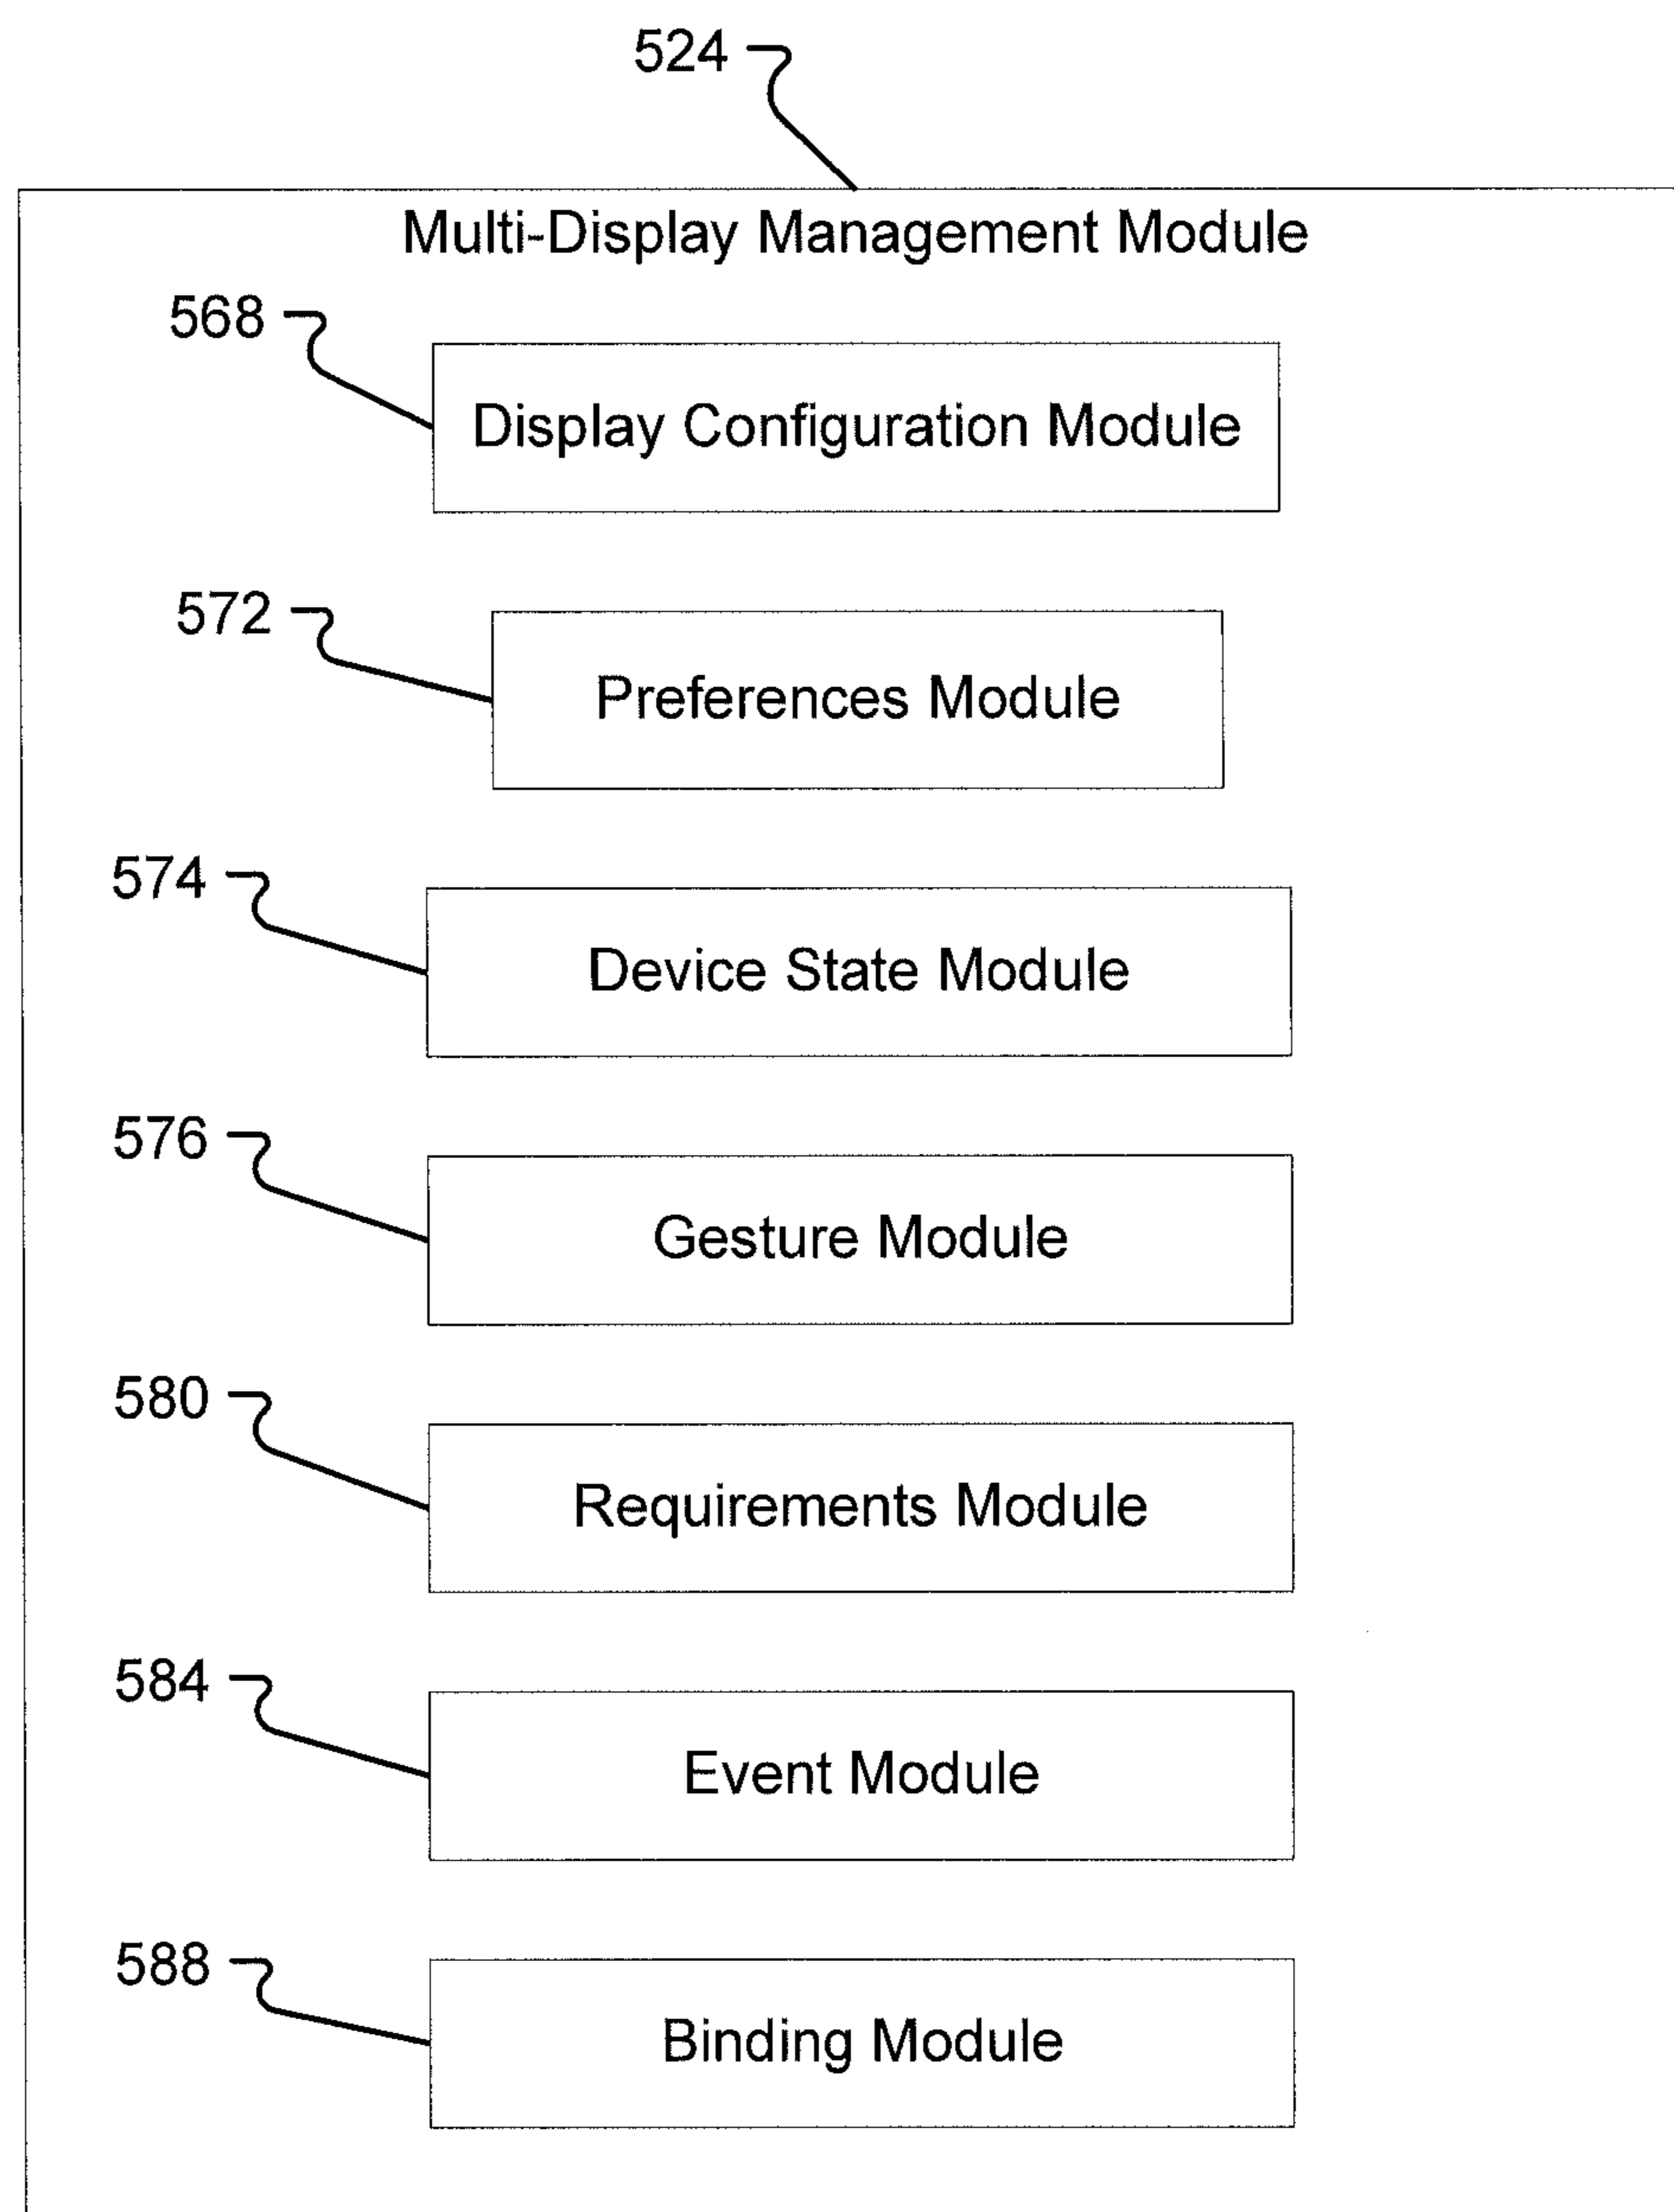 524
Multi-Display Management Module
568
Display Configuration Module
572
Preferences Module
574
Device State Module
576
Gesture Module
580
Requirements Module
584
Event Module
588
Binding Module